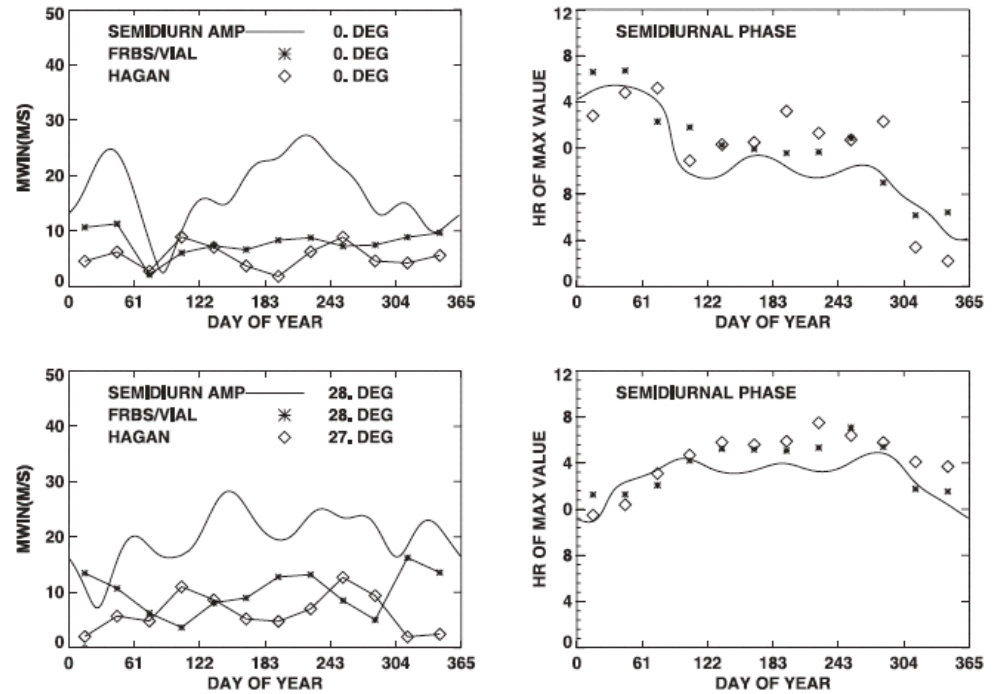 50
40
30
20
10
0
MWIN(M/S)
SEMIDIURN AMP 0. DEG
FRBS/VIAL 0. DEG
HAGAN 0. DEG
0 61 122 183 243 304 365
DAY OF YEAR
12
8
4
0
8
4
0
HR OF MAX VALUE
SEMIDIURNAL PHASE
0 61 122 183 243 304 365
DAY OF YEAR
50
40
30
20
10
0
MWIN(M/S)
SEMIDIURN AMP 28. DEG
FRBS/VIAL 28. DEG
HAGAN 27. DEG
0 61 122 183 243 304 365
DAY OF YEAR
12
8
4
0
8
4
0
HR OF MAX VALUE
SEMIDIURNAL PHASE
0 61 122 183 243 304 365
DAY OF YEAR